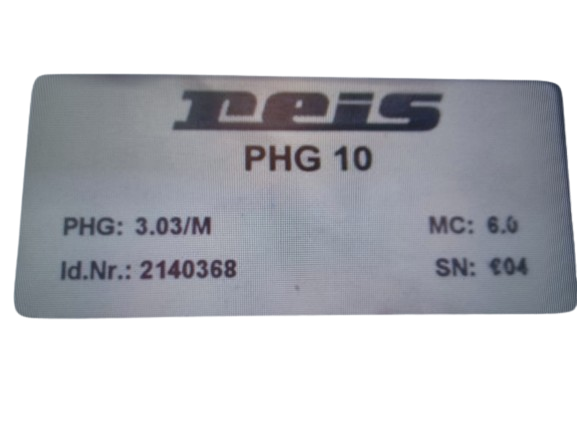 reis
PHG 10
PHG: 3.03/M MC: 6.0
Id.Nr.: 2140368 SN: